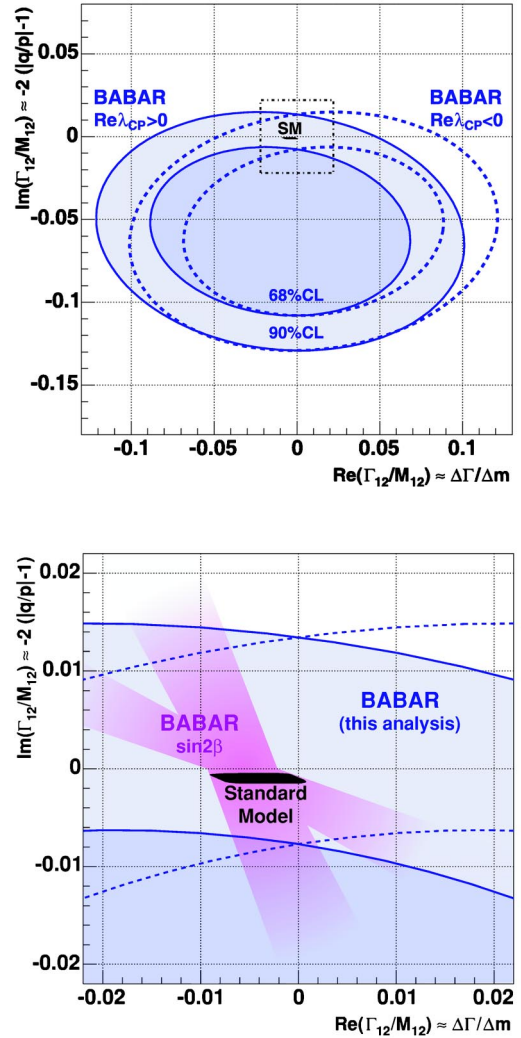 Im(Γ12/M12) ≈ -2 (|q/p|-1)
0.05
0
-0.05
-0.1
-0.15
BABAR
ReλCP>0
BABAR
ReλCP<0
SM
68%CL
90%CL
-0.1 -0.05 0 0.05 0.1
Re(Γ12/M12) ≈ ΔΓ/Δm
Im(Γ12/M12) ≈ -2 (|q/p|-1)
0.02
0.01
0
-0.01
-0.02
BABAR
sin2β
BABAR
(this analysis)
Standard
Model
-0.02 -0.01 0 0.01 0.02
Re(Γ12/M12) ≈ ΔΓ/Δm